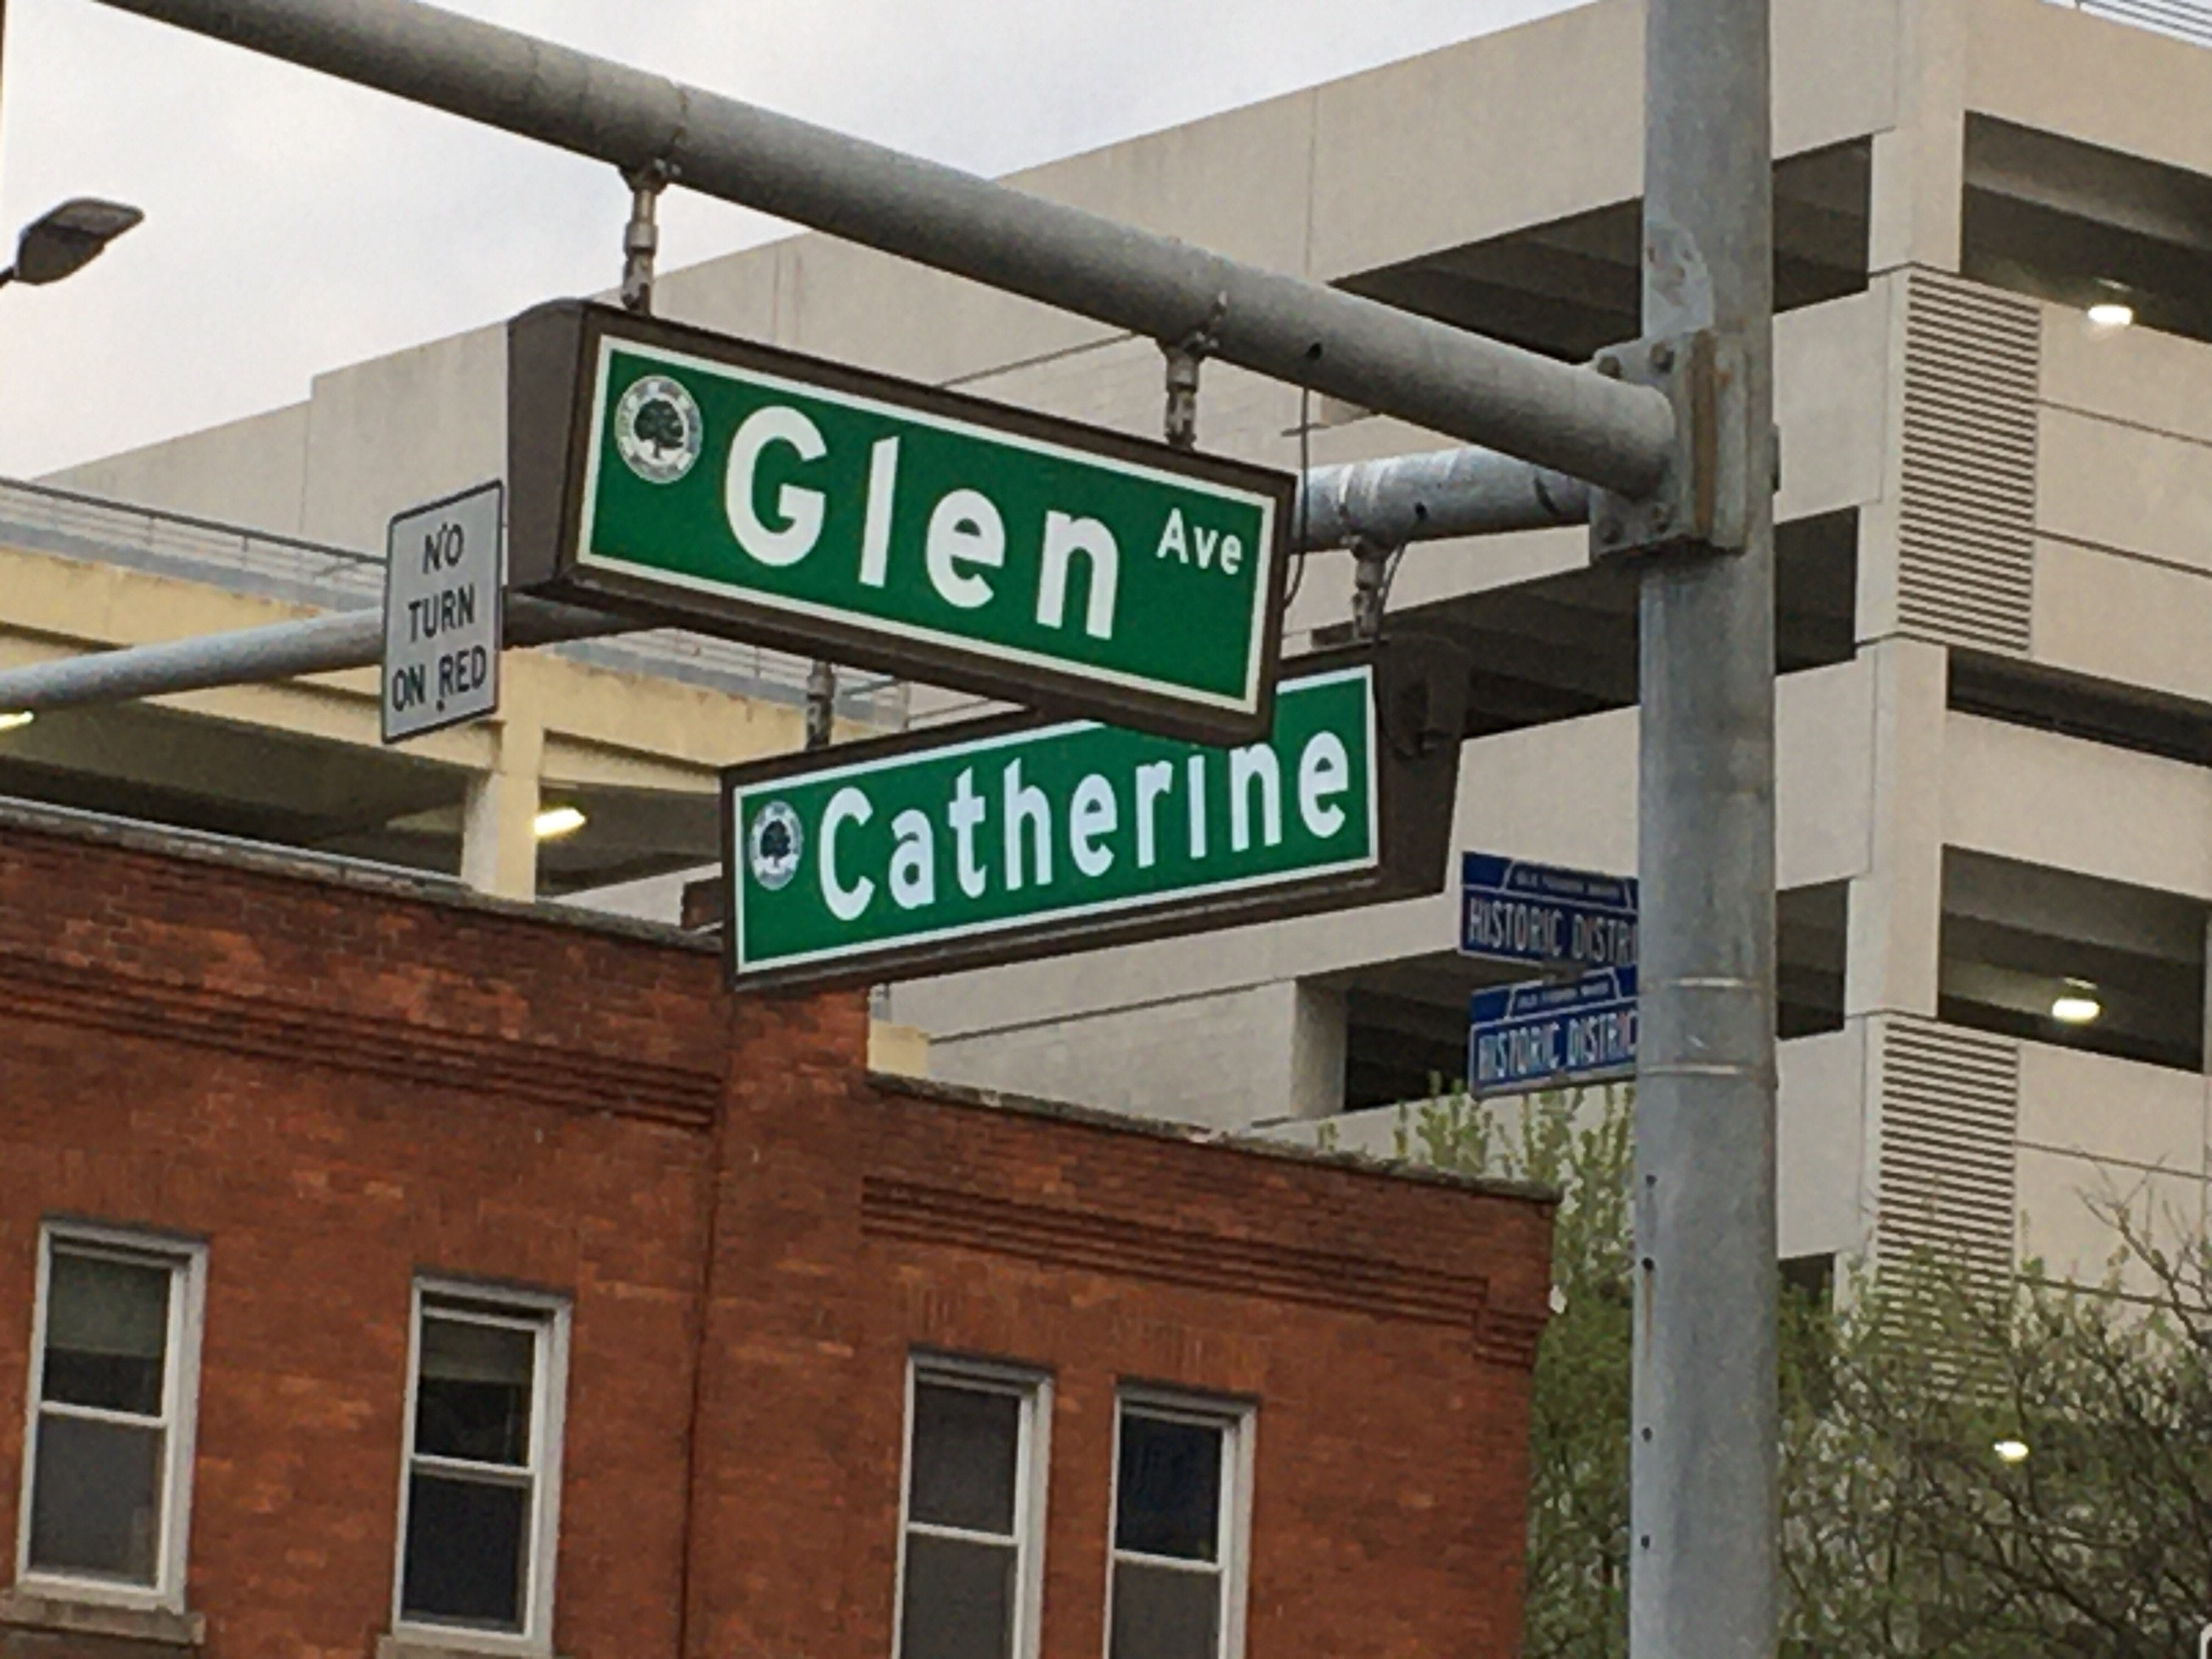 Glen Ave
NO
TURN
ON RED
Catherine
HISTORIC DISTRI
HISTORIC DISTRIC